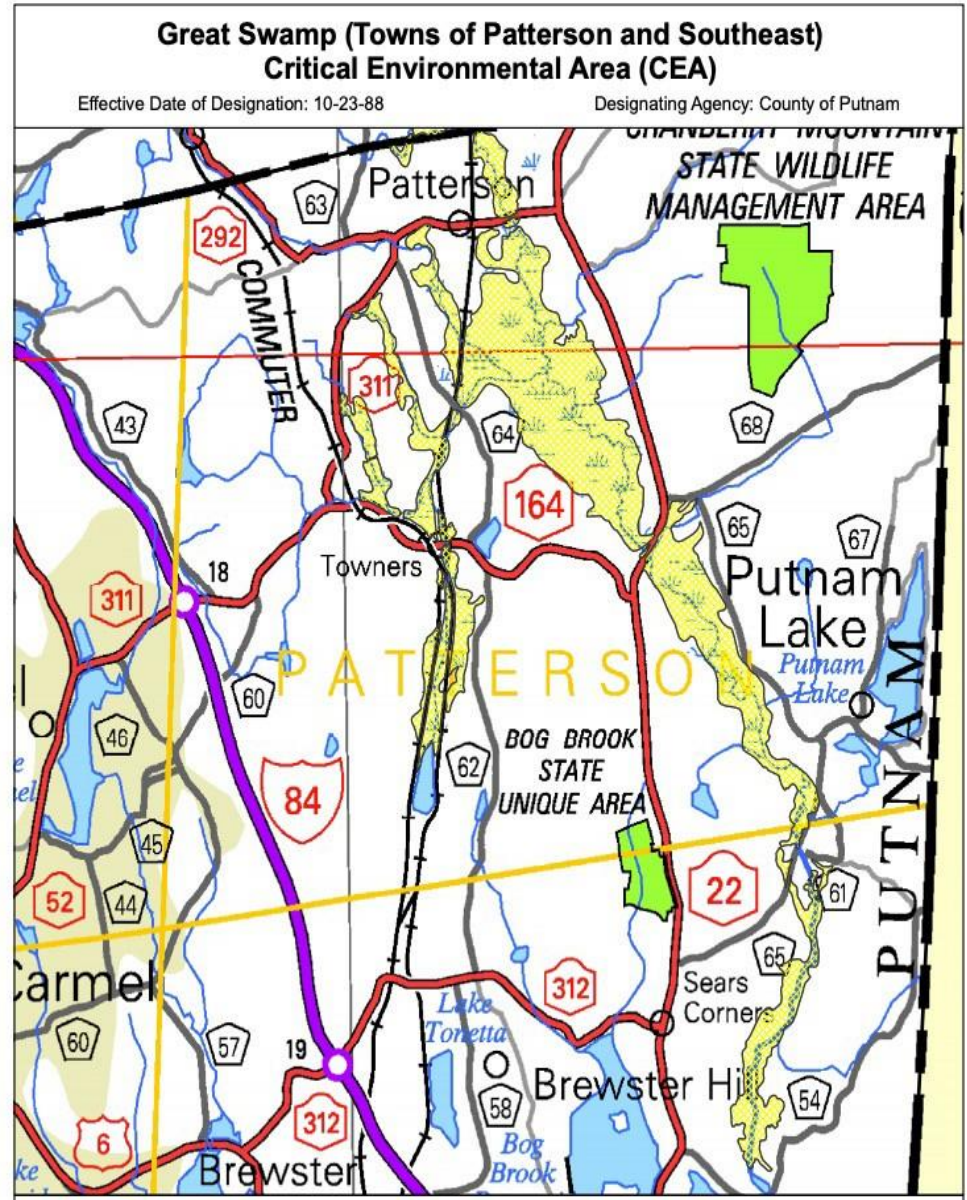 Great Swamp (Towns of Patterson and Southeast)
Critical Environmental Area (CEA)
Effective Date of Designation: 10-23-88
Designating Agency: County of Putnam
CRANBERRY MOUNTAIN
STATE WILDLIFE
MANAGEMENT AREA
Patterson
63
292
COMMUTER
311
43
64
68
164
65
67
Towners
18
311
Putnam
Lake
Putnam
Lake
PATTERSON
60
46
BOG BROOK
STATE
UNIQUE AREA
62
84
PUTNAM
45
52
44
22
61
65
Carmel
312
Sears
Corners
Lake
Tonetta
60
57
19
Brewster Hil
58
54
312
6
Brewster
Bog
Brook